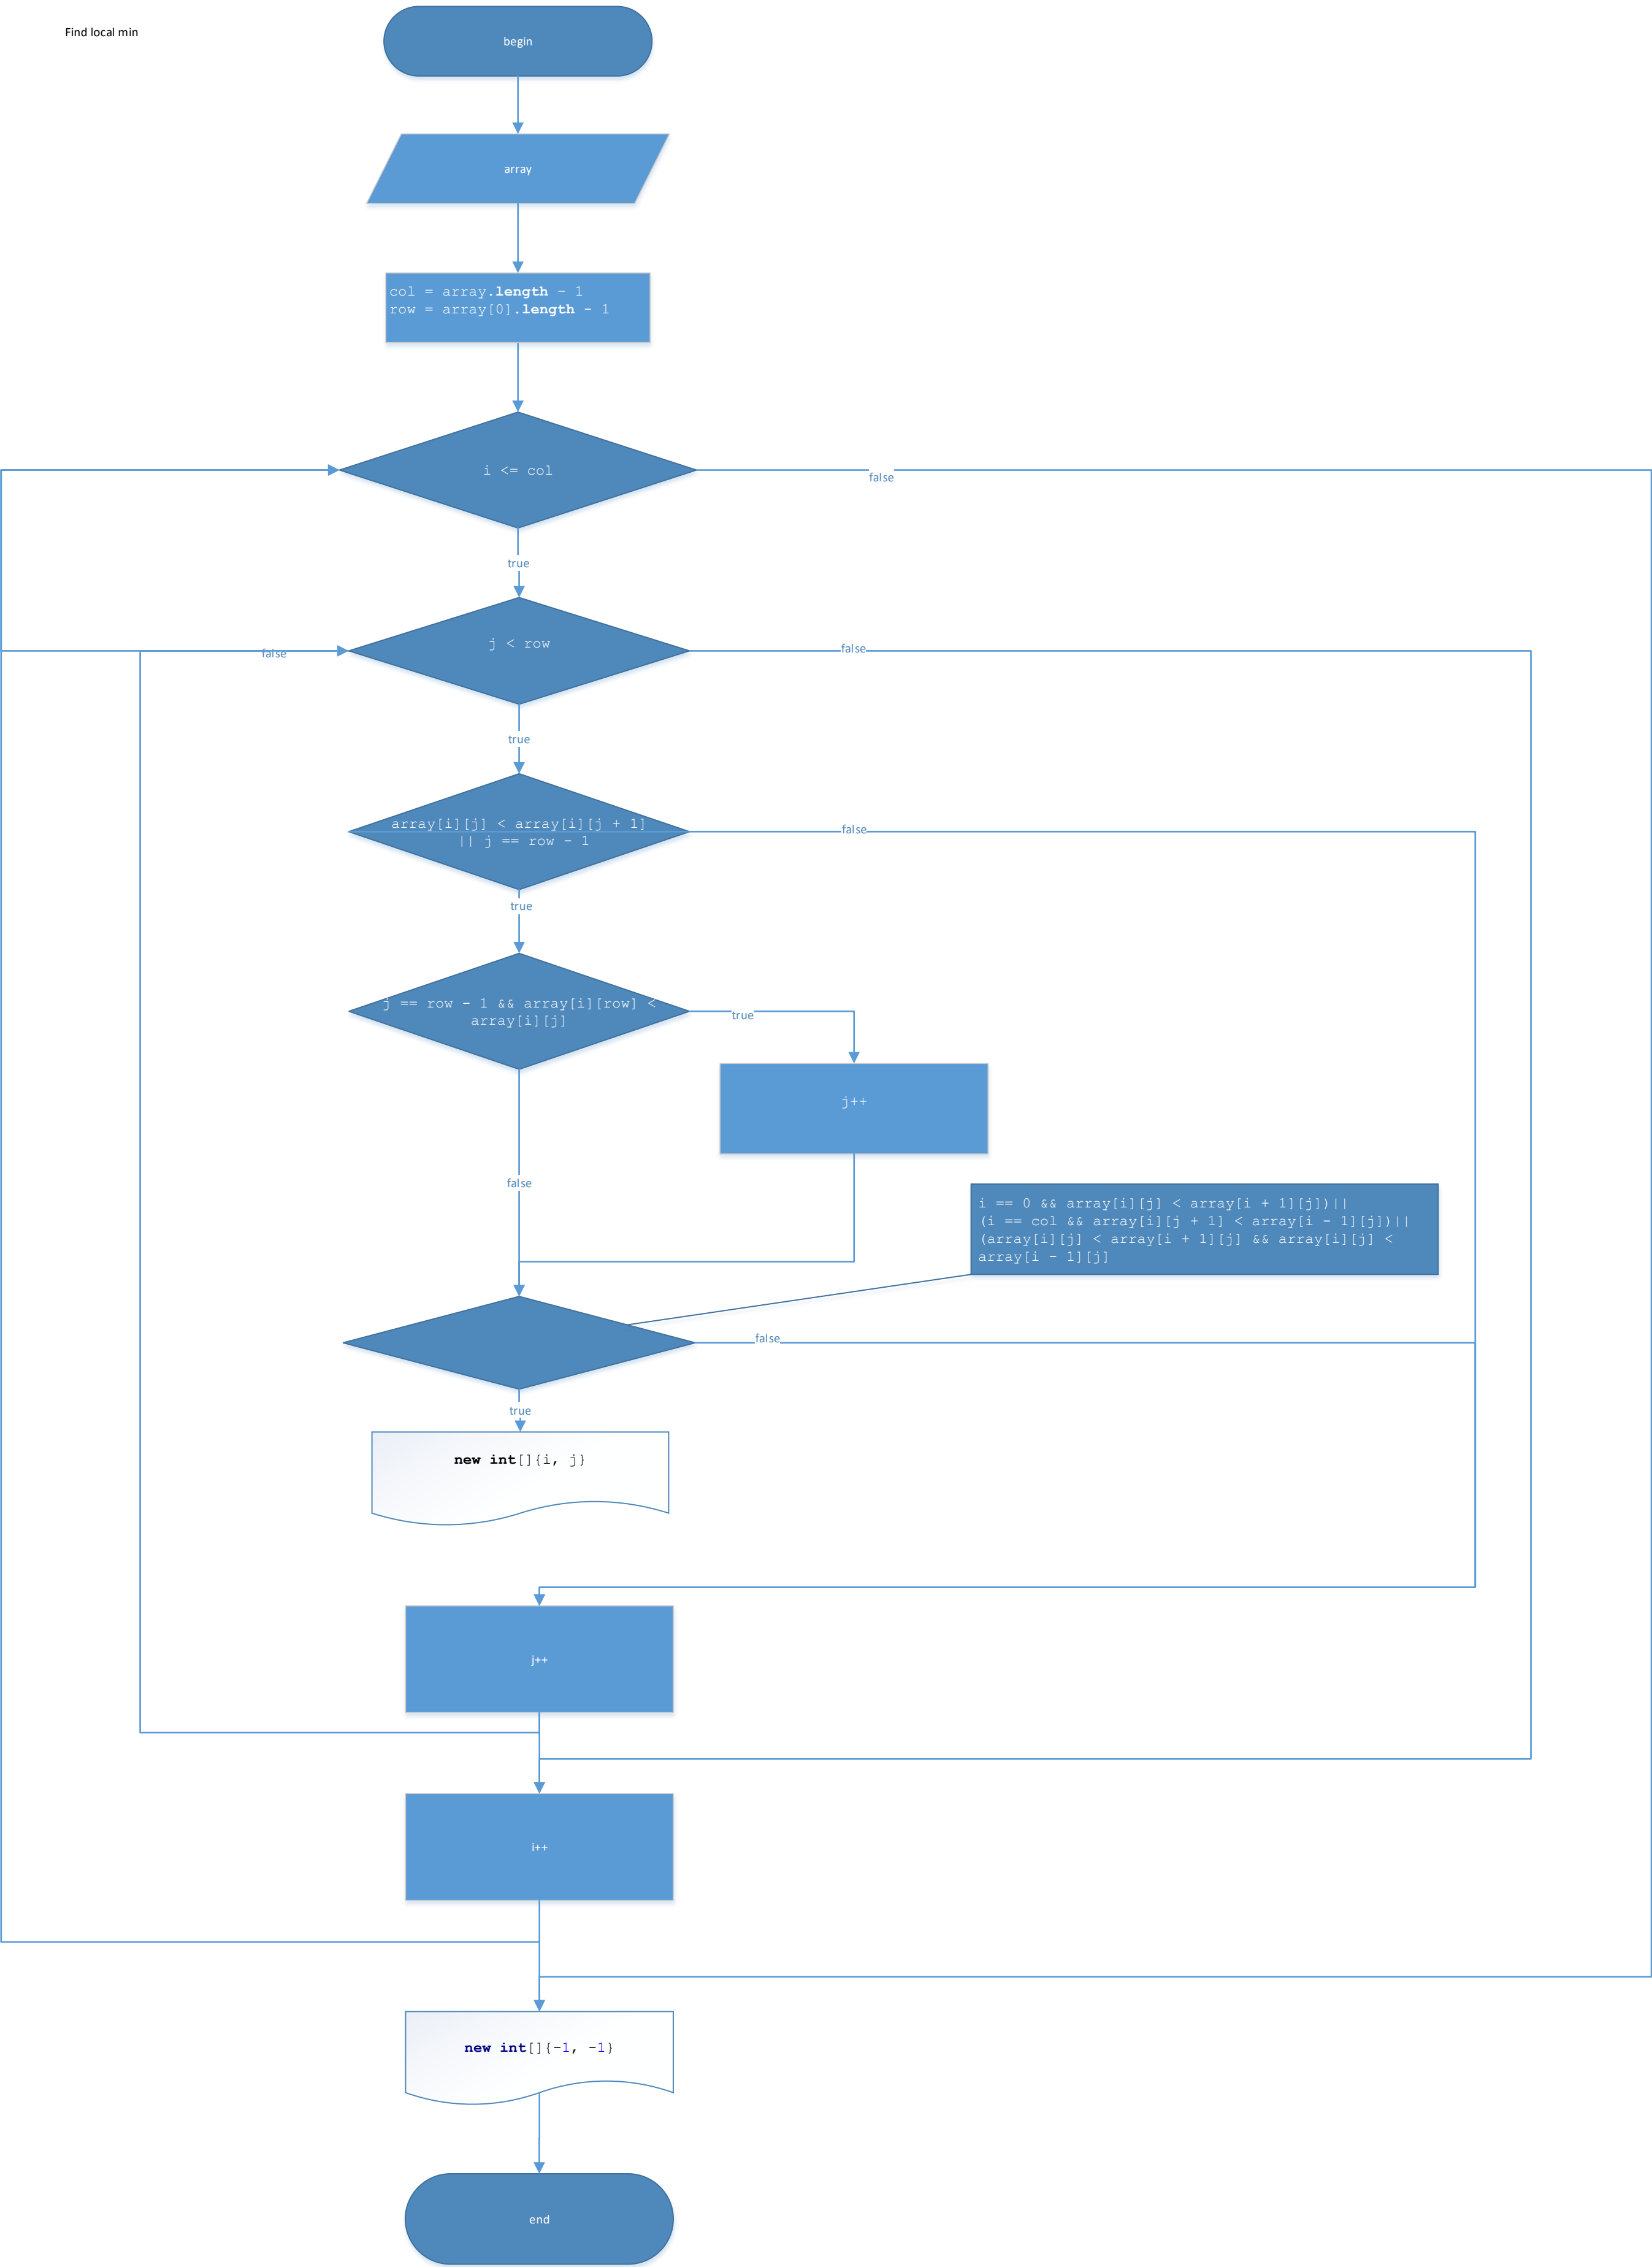 Find local min
begin
array
col = array.length - 1
row = array[0].length - 1
i <= col
false
true
j < row
false
false
true
array[i][j] < array[i][j + 1]
|| j == row - 1
false
true
j == row - 1 && array[i][row] <
array[i][j]
true
j++
false
i == 0 && array[i][j] < array[i + 1][j])||
(i == col && array[i][j + 1] < array[i - 1][j])||
(array[i][j] < array[i + 1][j] && array[i][j] <
array[i - 1][j]
false
true
new int[]{i, j}
j++
i++
new int[]{-1, -1}
end